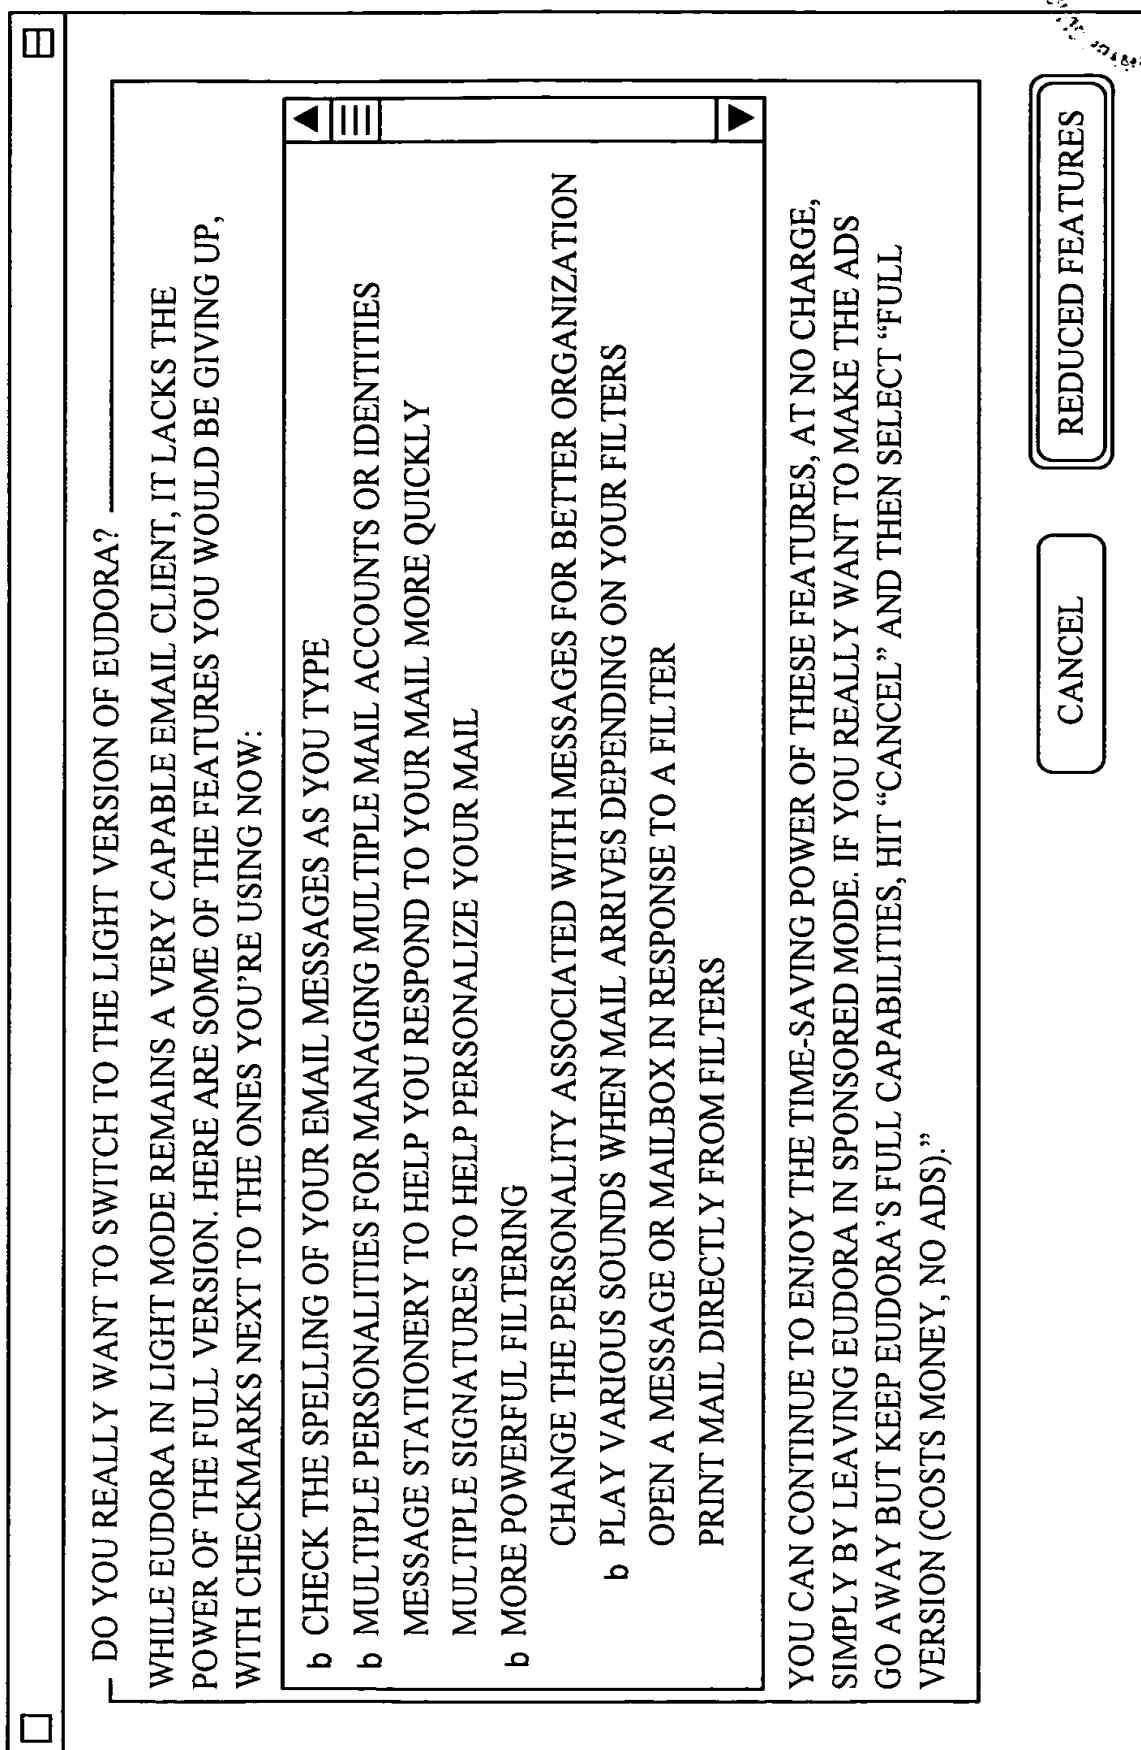 DO YOU REALLY WANT TO SWITCH TO THE LIGHT VERSION OF EUDORA?
WHILE EUDORA IN LIGHT MODE REMAINS A VERY CAPABLE EMAIL CLIENT, IT LACKS THE
POWER OF THE FULL VERSION. HERE ARE SOME OF THE FEATURES YOU WOULD BE GIVING UP,
WITH CHECKMARKS NEXT TO THE ONES YOU'RE USING NOW:
b CHECK THE SPELLING OF YOUR EMAIL MESSAGES AS YOU TYPE
b MULTIPLE PERSONALITIES FOR MANAGING MULTIPLE MAIL ACCOUNTS OR IDENTITIES
MESSAGE STATIONERY TO HELP YOU RESPOND TO YOUR MAIL MORE QUICKLY
MULTIPLE SIGNATURES TO HELP PERSONALIZE YOUR MAIL
b MORE POWERFUL FILTERING
CHANGE THE PERSONALITY ASSOCIATED WITH MESSAGES FOR BETTER ORGANIZATION
b PLAY VARIOUS SOUNDS WHEN MAIL ARRIVES DEPENDING ON YOUR FILTERS
OPEN A MESSAGE OR MAILBOX IN RESPONSE TO A FILTER
PRINT MAIL DIRECTLY FROM FILTERS
YOU CAN CONTINUE TO ENJOY THE TIME-SAVING POWER OF THESE FEATURES, AT NO CHARGE,
SIMPLY BY LEAVING EUDORA IN SPONSORED MODE. IF YOU REALLY WANT TO MAKE THE ADS
GO AWAY BUT KEEP EUDORA'S FULL CAPABILITIES, HIT “CANCEL” AND THEN SELECT “FULL
VERSION (COSTS MONEY, NO ADS).”
CANCEL
REDUCED FEATURES